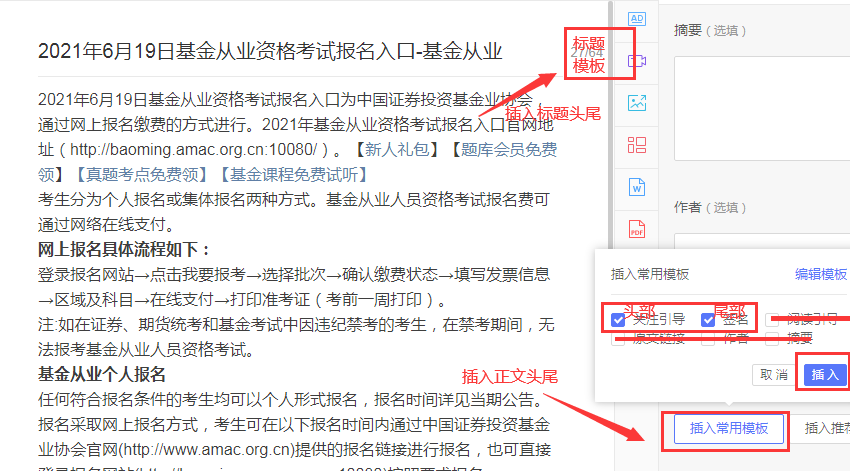 2021年6月19日基金从业资格考试报名入口-基金从业
27/64
标题
模板
插入标题头尾
2021年6月19日基金从业资格考试报名入口为中国证券投资基金业协会，
通过网上报名缴费的方式进行。2021年基金从业资格考试报名入口官网地
址（http://baoming.amac.org.cn:10080/）。【新人礼包】【题库会员免费
领】【真题考点免费领】【基金课程免费试听】
考生分为个人报名或集体报名两种方式。基金从业人员资格考试报名费可
通过网络在线支付。
网上报名具体流程如下：
登录报名网站→点击我要报考→选择批次→确认缴费状态→填写发票信息
→区域及科目→在线支付→打印准考证（考前一周打印）。
注:如在证券、期货统考和基金考试中因违纪禁考的考生，在禁考期间，无
法报考基金从业人员资格考试。
基金从业个人报名
插入正文头尾
任何符合报名条件的考生均可以个人形式报名，报名时间详见当期公告。
报名采取网上报名方式，考生可在以下报名时间内通过中国证券投资基金
业协会官网(http://www.amac.org.cn)提供的报名链接进行报名，也可直接
登录报名网站(http://baoming.amac.org.cn:10080)按照要求报名
AD
W
PDF
摘要（选填）
作者（选填）
插入常用模板
编辑模板
头部
尾部
关注引导
签名
阅读引导
原文链接
作者
摘要
取消
插入
插入常用模板
插入推荐